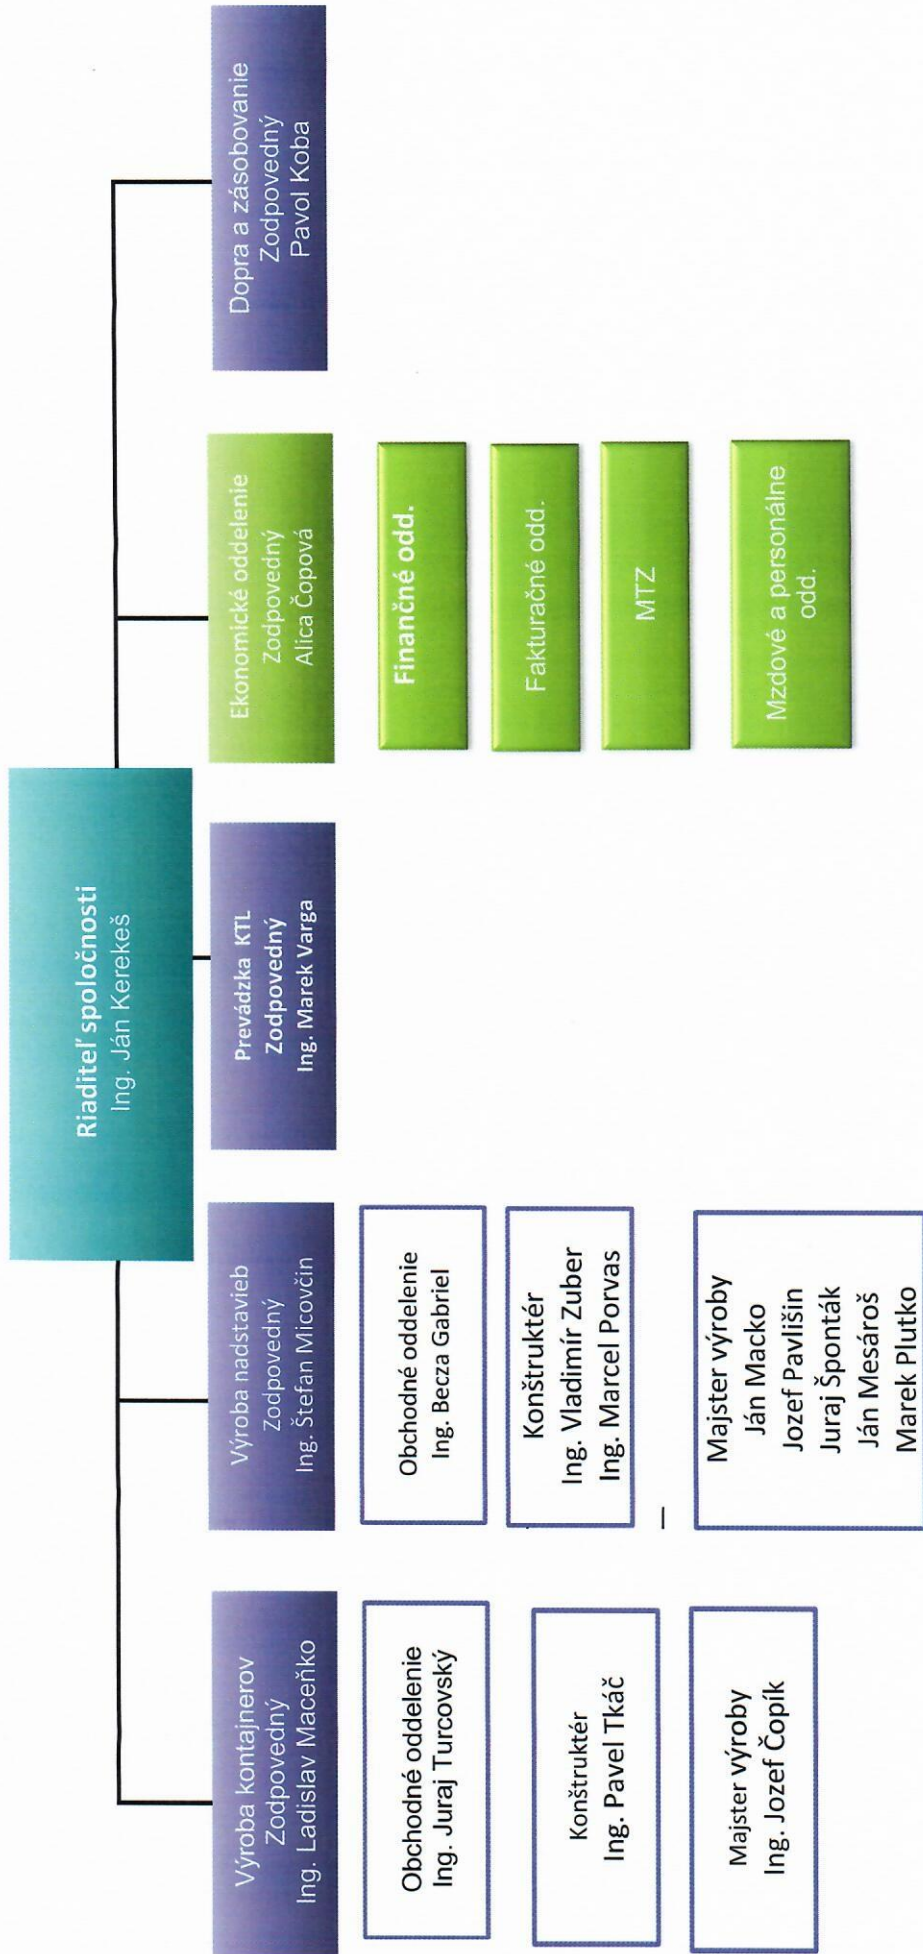 Riaditeľ spoločnosti
Ing. Ján Kerekeš
Výroba kontajnerov
Zodpovedný
Ing. Ladislav Maceňko
Obchodné oddelenie
Ing. Juraj Turcovský
Konštruktér
Ing. Pavel Tkáč
Majster výroby
Ing. Jozef Čopík
Výroba nadstavieb
Zodpovedný
Ing. Štefan Micovčin
Obchodné oddelenie
Ing. Becza Gabriel
Konštruktér
Ing. Vladimír Zuber
Ing. Marcel Porvas
Majster výroby
Ján Macko
Jozef Pavlišin
Juraj Šponták
Ján Mesároš
Marek Plutko
Prevádzka KTL
Zodpovedný
Ing. Marek Varga
Ekonomické oddelenie
Zodpovedný
Alica Čopová
Finančné odd.
Fakturačné odd.
MTZ
Mzdové a personálne
odd.
Dopra a zásobovanie
Zodpovedný
Pavol Koba